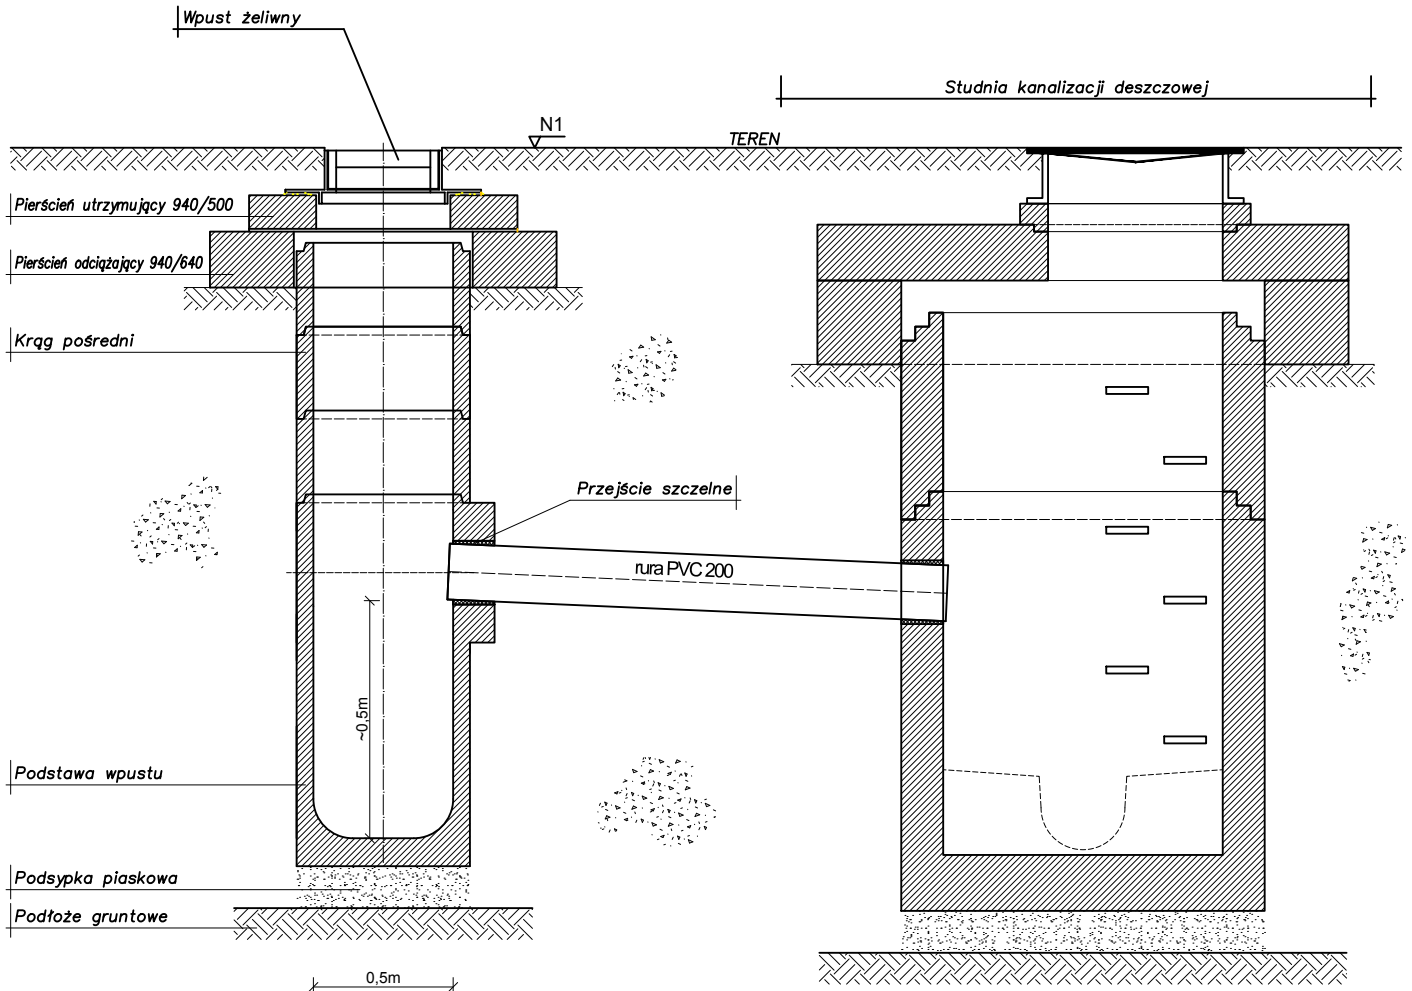 Wpust żeliwny
Studnia kanalizacji deszczowej
N1
TEREN
Pierścień utrzymujący 940/500
Pierścień odciążający 940/640
Krąg pośredni
Przejście szczelne
rura PVC 200
~0,5m
Podstawa wpustu
Podsypka piaskowa
Podłoże gruntowe
0,5m